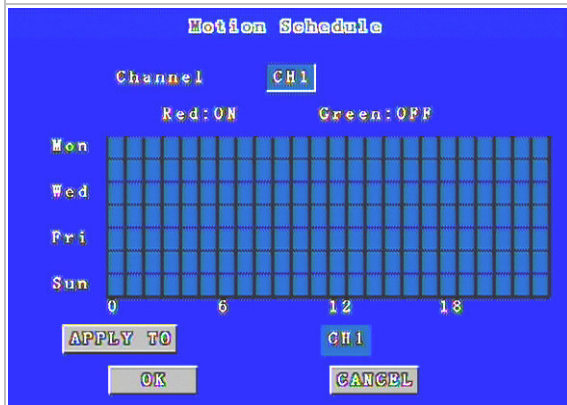 Motion Schedule
Channel CH1
Red:ON Green:OFF
Mon
Wed
Fri
Sun
0 6 12 18
APPLY TO CH1
OK CANCEL